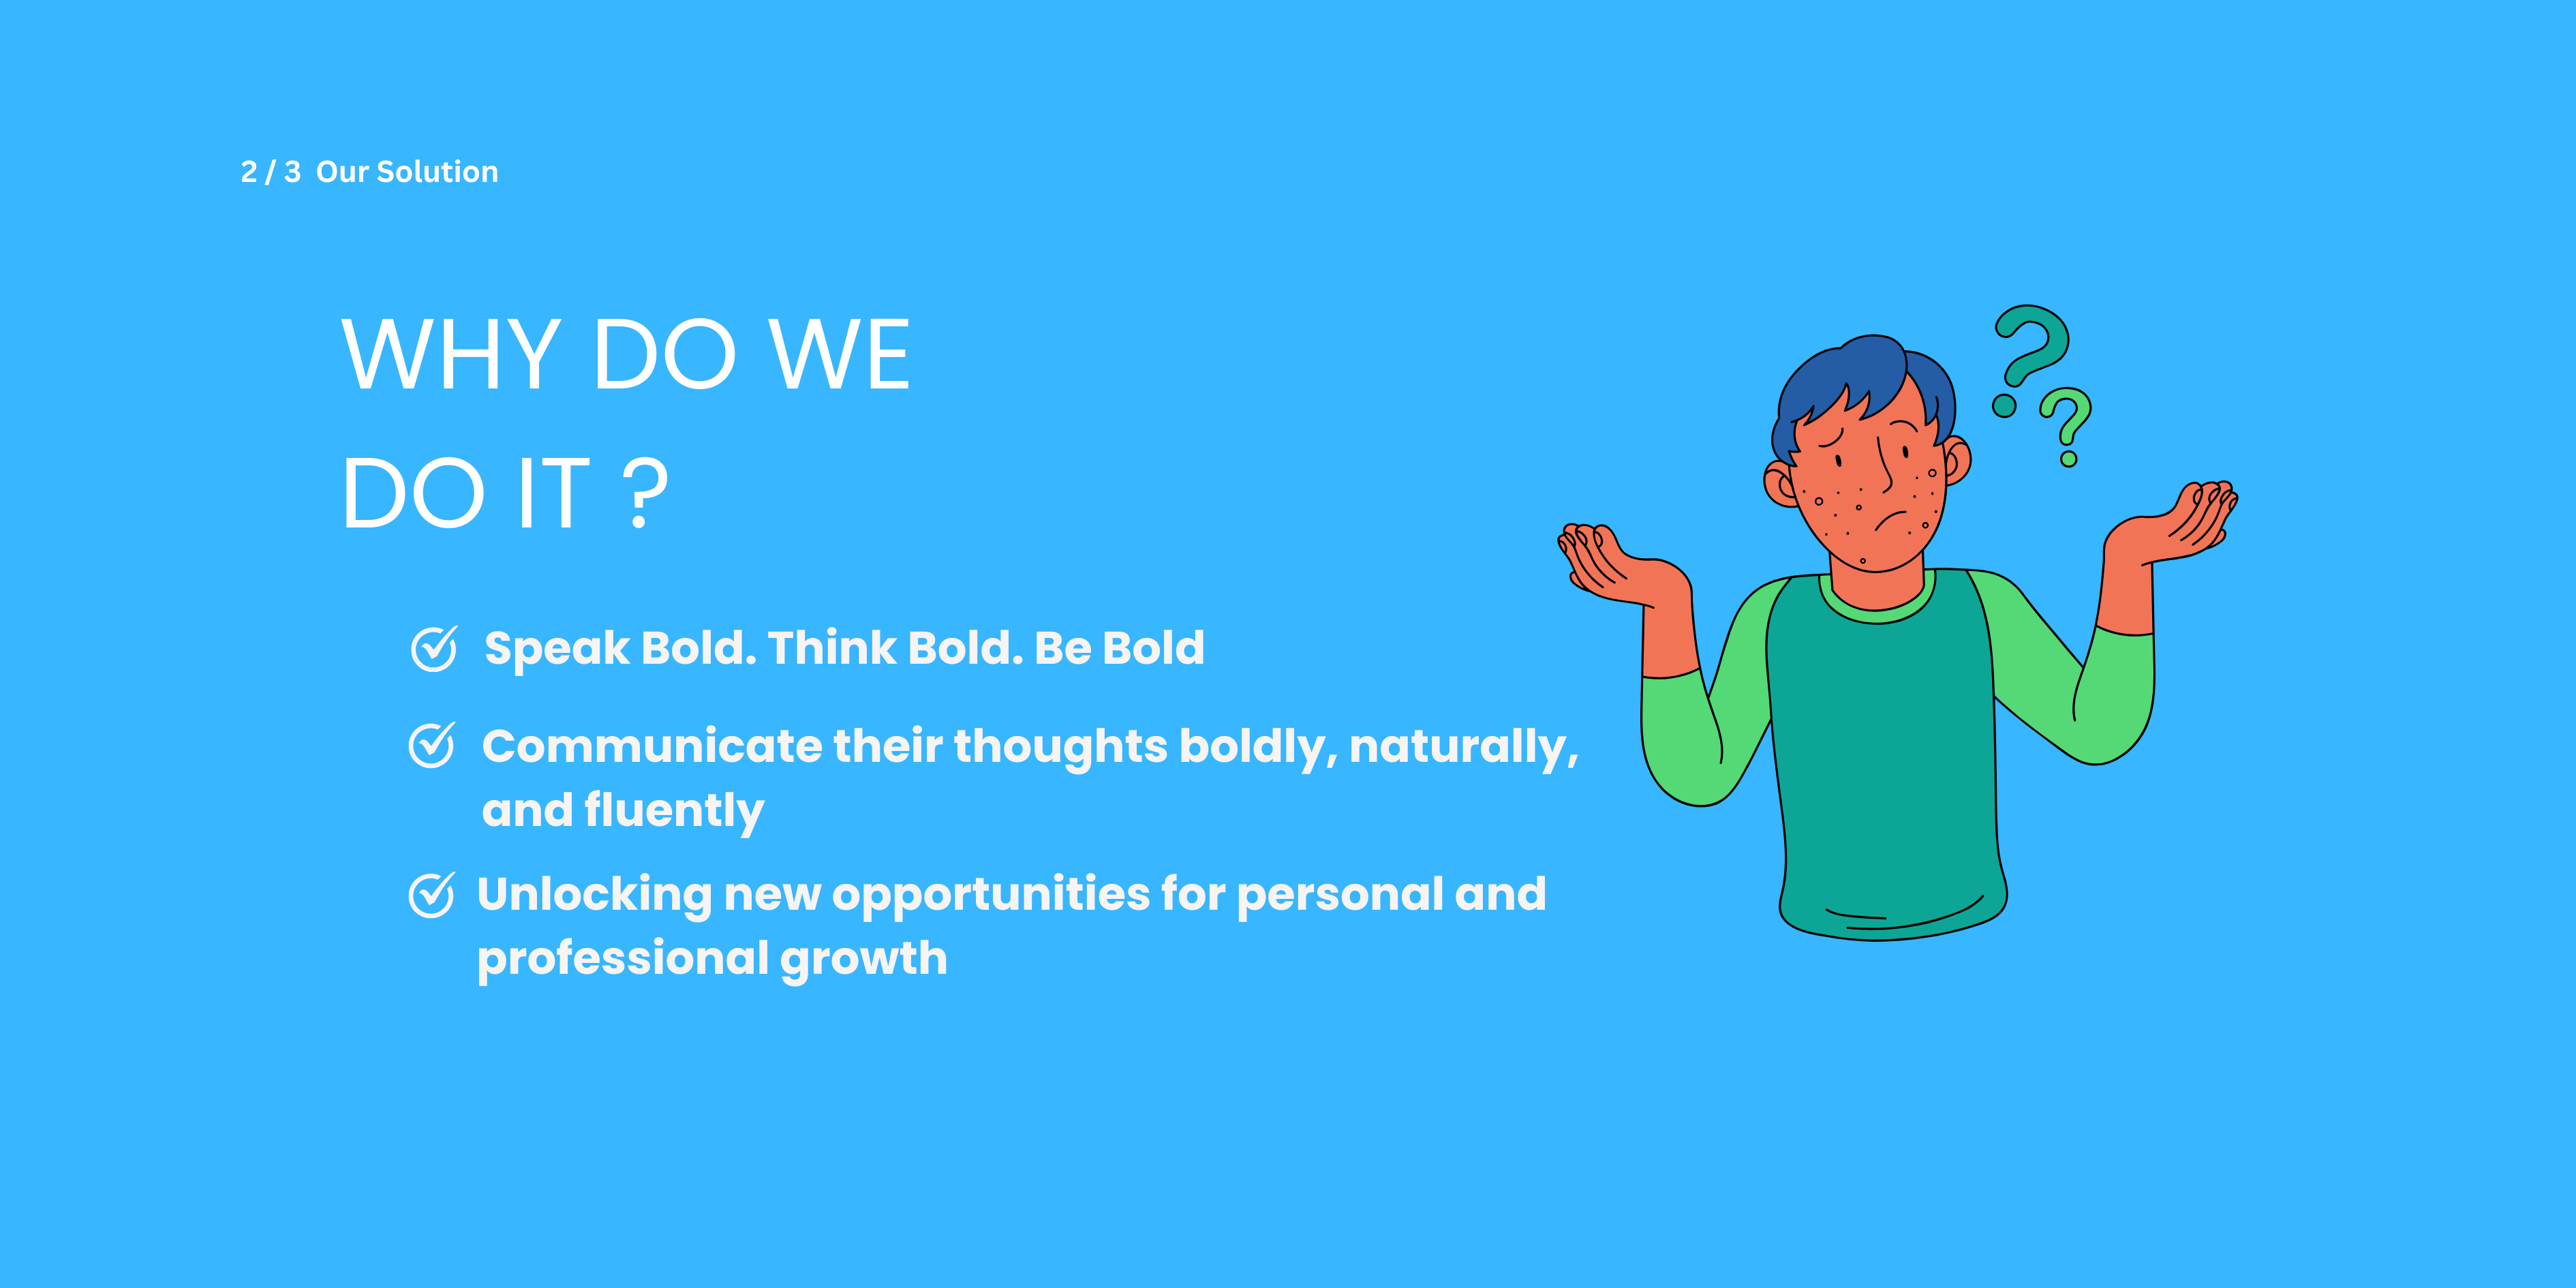 2 / 3 Our Solution
WHY DO WE
DO IT ?
Speak Bold. Think Bold. Be Bold
Communicate their thoughts boldly, naturally,
and fluently
Unlocking new opportunities for personal and
professional growth
??